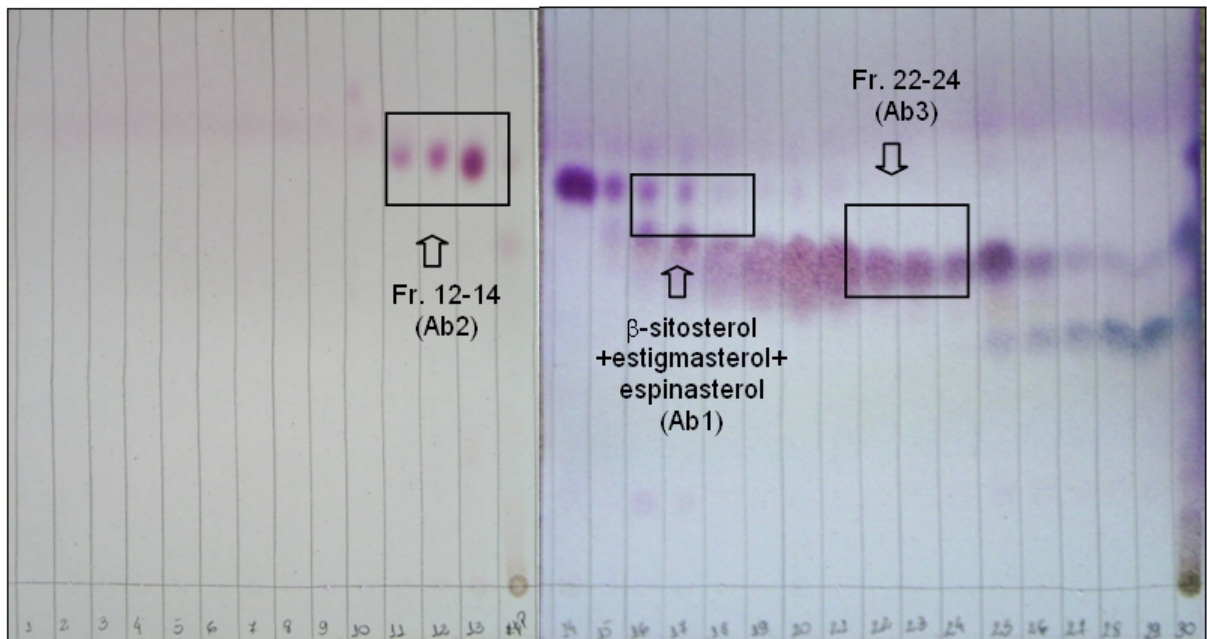 Fr. 12-14
(Ab2)
β-sitosterol
+estigmasterol+
espinasterol
(Ab1)
Fr. 22-24
(Ab3)
1 2 3 4 5 6 7 8 9 10 11 12 13
14 15 16 17 18 19 20 21 22 23 24 25 26 27 28 29 30